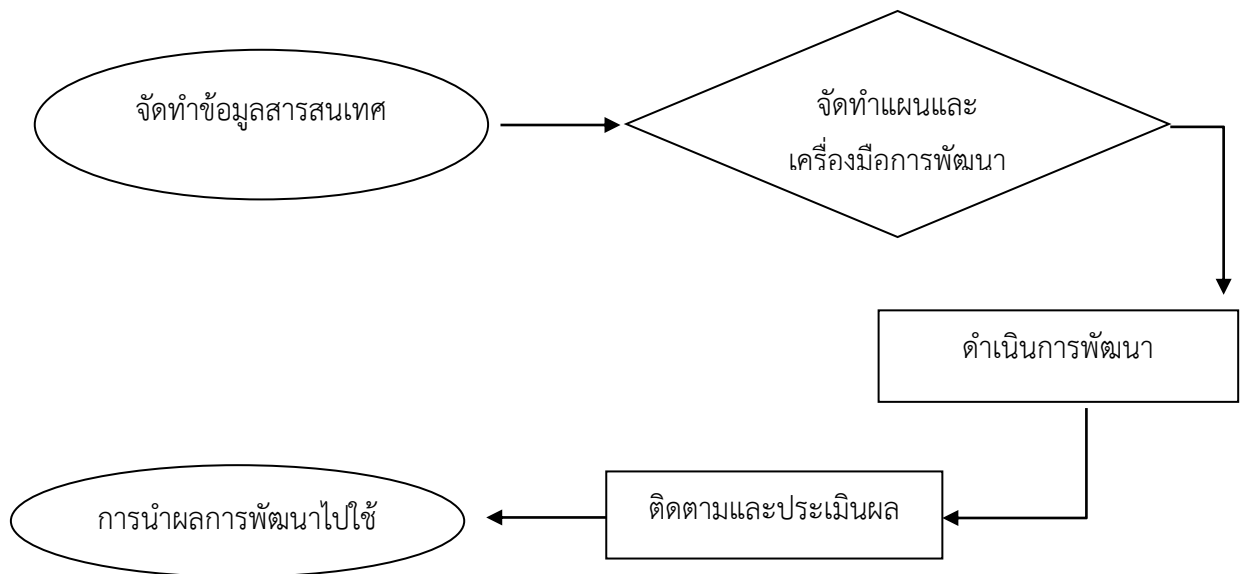 จัดทำข้อมูลสารสนเทศ
จัดทำแผนและ
เครื่องมือการพัฒนา
ดำเนินการพัฒนา
ติดตามและประเมินผล
การนำผลการพัฒนาไปใช้